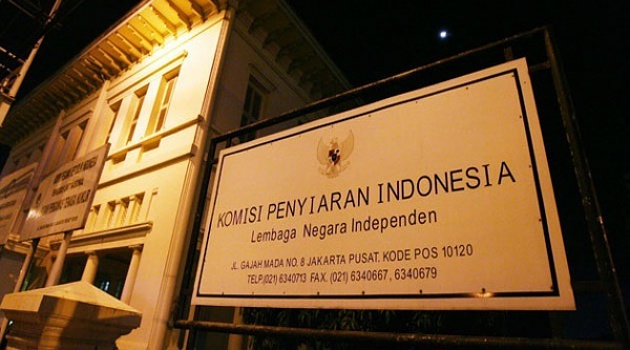 KOMISI PENYIARAN INDONESIA
Lembaga Negara Independen
JL. GAJAH MADA NO. 8 JAKARTA PUSAT. KODE POS 10120
TELP.(021) 6340713 FAX. (021) 6340667, 6340679